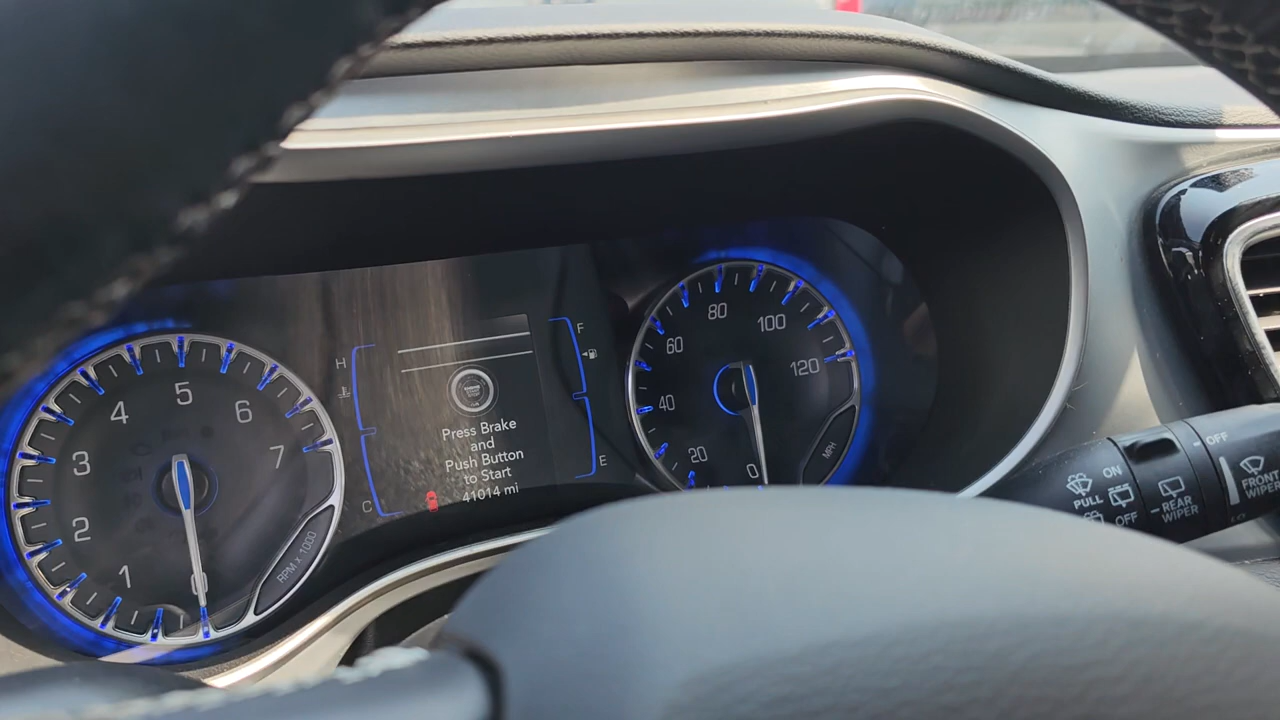 80
60
100
120
40
20
0
MPH
F
E
H
C
Press Brake
and
Push Button
to Start
41014 mi
5
4
6
3
7
2
1
0
RPM x 1000
OFF
ON
PULL
OFF
REAR
WIPER
FRONT
WIPER